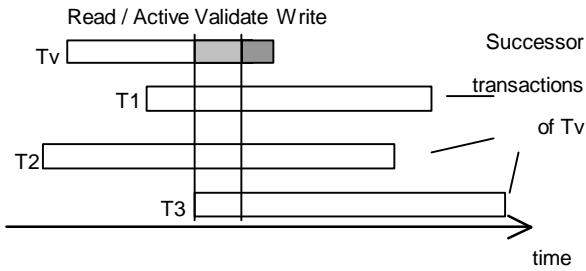 Read / Active Validate Write
Tv
Successor
transactions
of Tv
T1
T2
T3
time